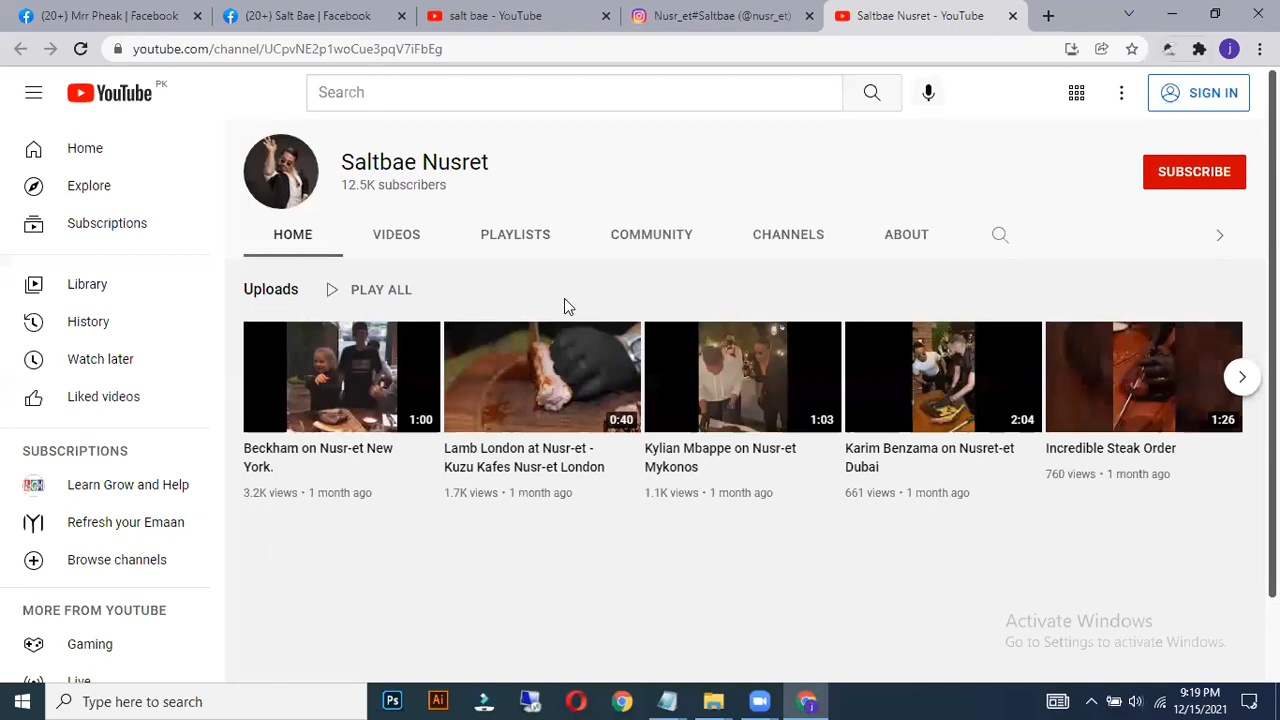 (20+) Mrr Pheak | Facebook
(20+) Salt Bae | Facebook
salt bae - YouTube
Nusr_et#Saltbae (@nusr_et)
Saltbae Nusret - YouTube
youtube.com/channel/UCpvNE2p1woCue3pqV7iFbEg
j
YouTube PK
Search
SIGN IN
Home
Explore
Subscriptions
Library
History
Watch later
Liked videos
SUBSCRIPTIONS
Learn Grow and Help
Refresh your Emaan
Browse channels
MORE FROM YOUTUBE
Gaming
Live
Saltbae Nusret
12.5K subscribers
SUBSCRIBE
HOME VIDEOS PLAYLISTS COMMUNITY CHANNELS ABOUT
Uploads PLAY ALL
1:00 0:40 1:03 2:04 1:26
Beckham on Nusr-et New
York.
3.2K views • 1 month ago
Lamb London at Nusr-et -
Kuzu Kafes Nusr-et London
1.7K views • 1 month ago
Kylian Mbappe on Nusr-et
Mykonos
1.1K views • 1 month ago
Karim Benzama on Nusret-et
Dubai
661 views • 1 month ago
Incredible Steak Order
760 views • 1 month ago
Activate Windows
Go to Settings to activate Windows.
Type here to search
Ps
Ai
9:19 PM
12/15/2021